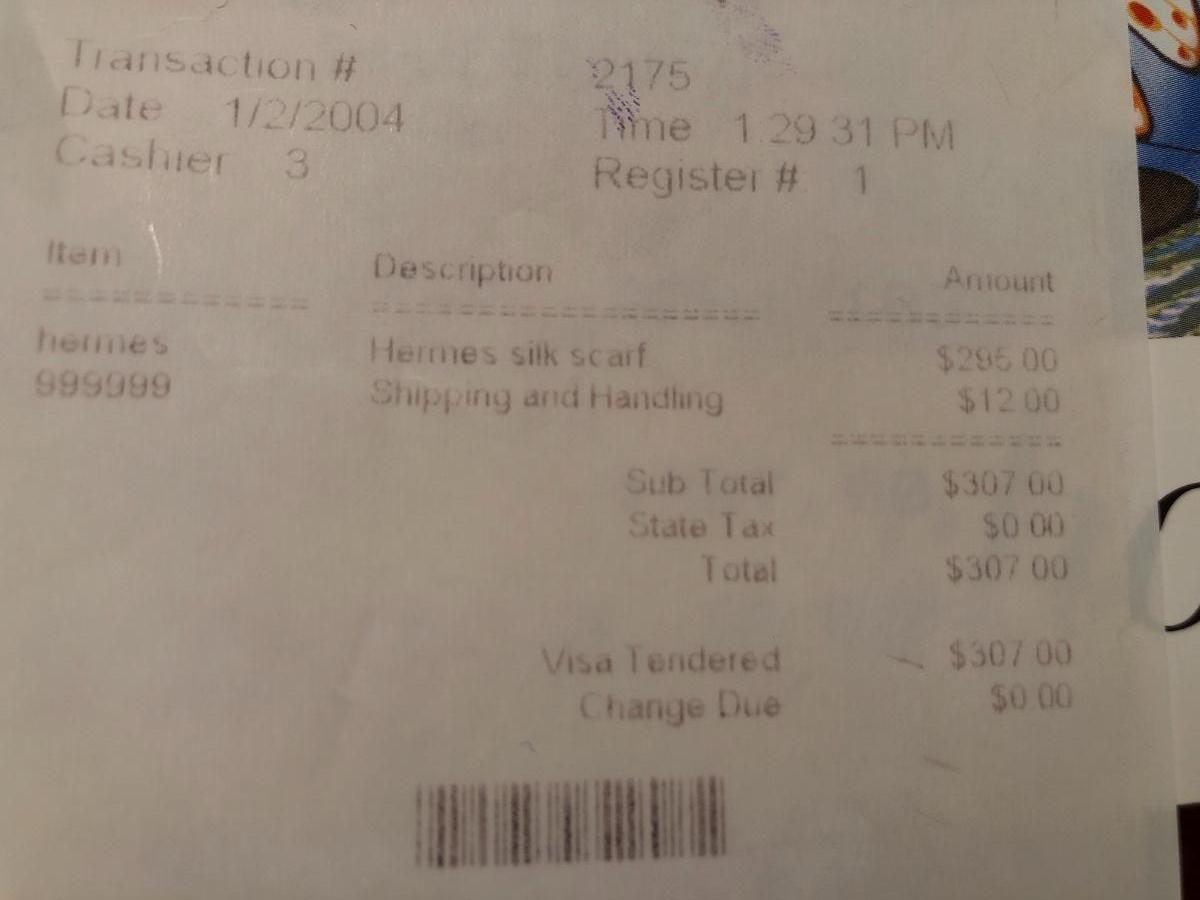 Transaction # 2175
Date 1/2/2004 Time 1:29:31 PM
Cashier 3 Register # 1
Item Description Amount
============ ================== ============
hermes Hermes silk scarf $295.00
999999 Shipping and Handling $12.00
============
Sub Total $307.00
State Tax $0.00
Total $307.00
Visa Tendered $307.00
Change Due $0.00